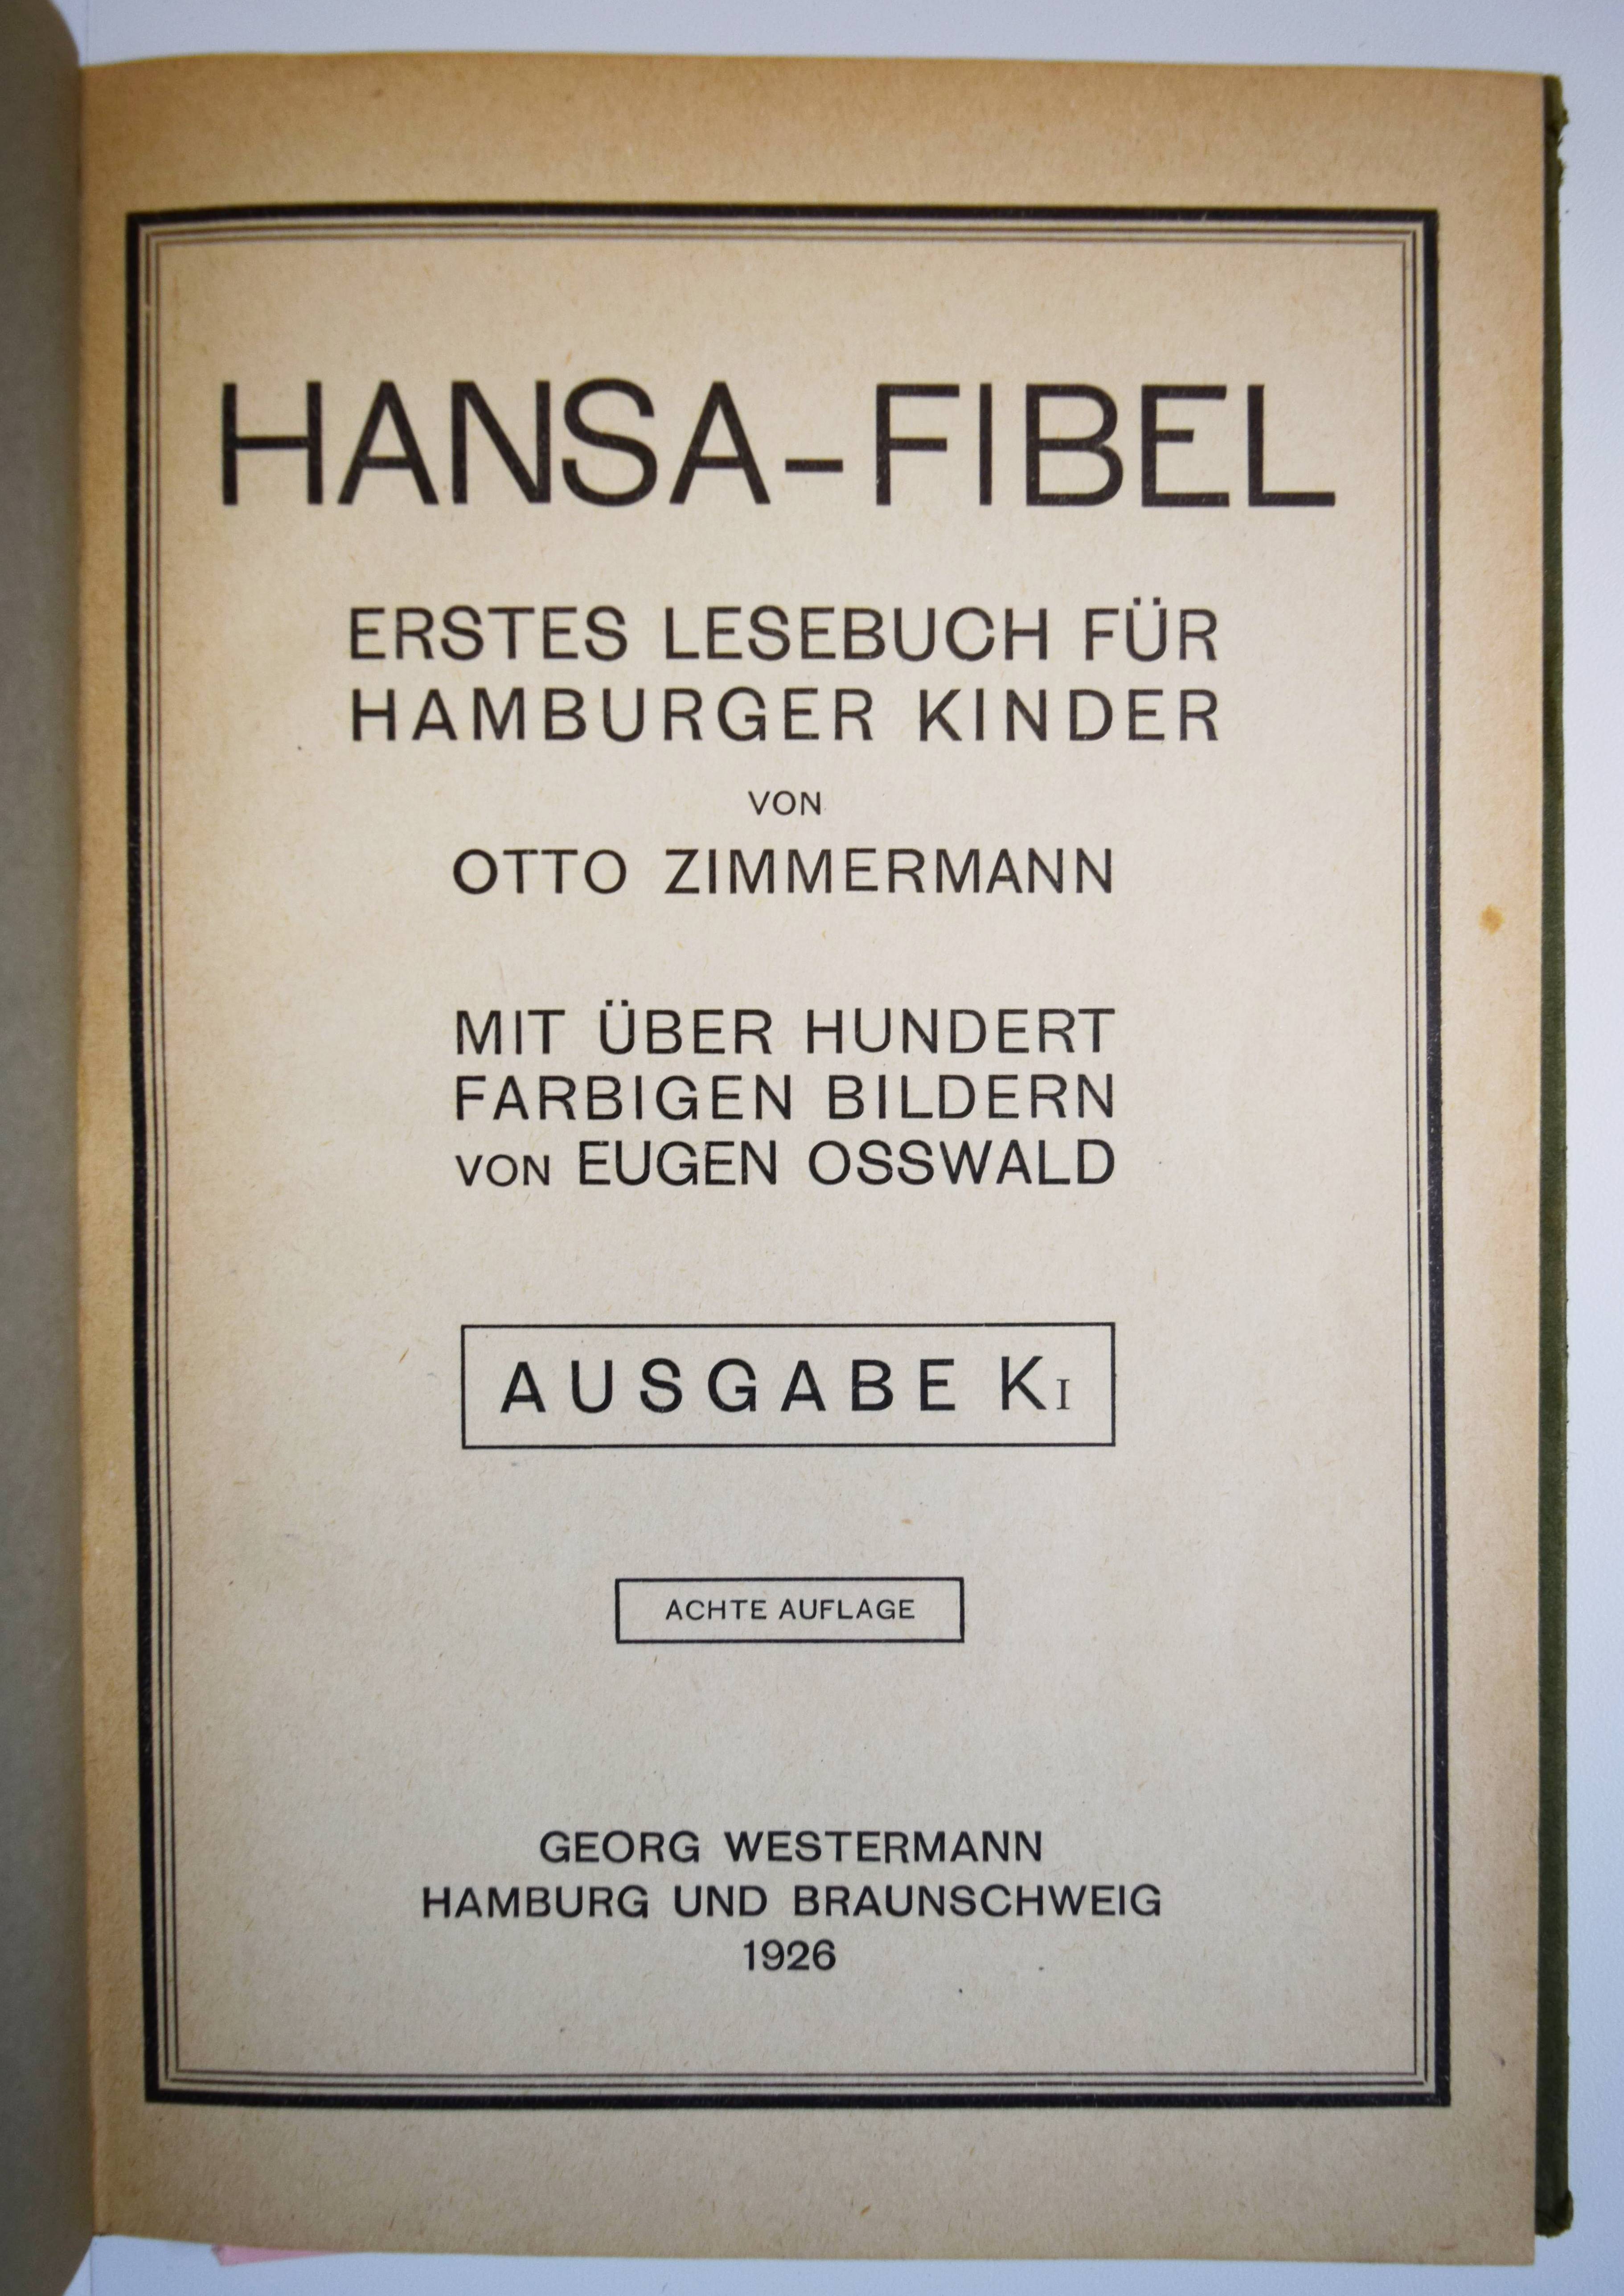 HANSA-FIBEL
ERSTES LESEBUCH FÜR
HAMBURGER KINDER
VON
OTTO ZIMMERMANN
MIT ÜBER HUNDERT
FARBIGEN BILDERN
VON EUGEN OSSWALD
AUSGABE KI
ACHTE AUFLAGE
GEORG WESTERMANN
HAMBURG UND BRAUNSCHWEIG
1926